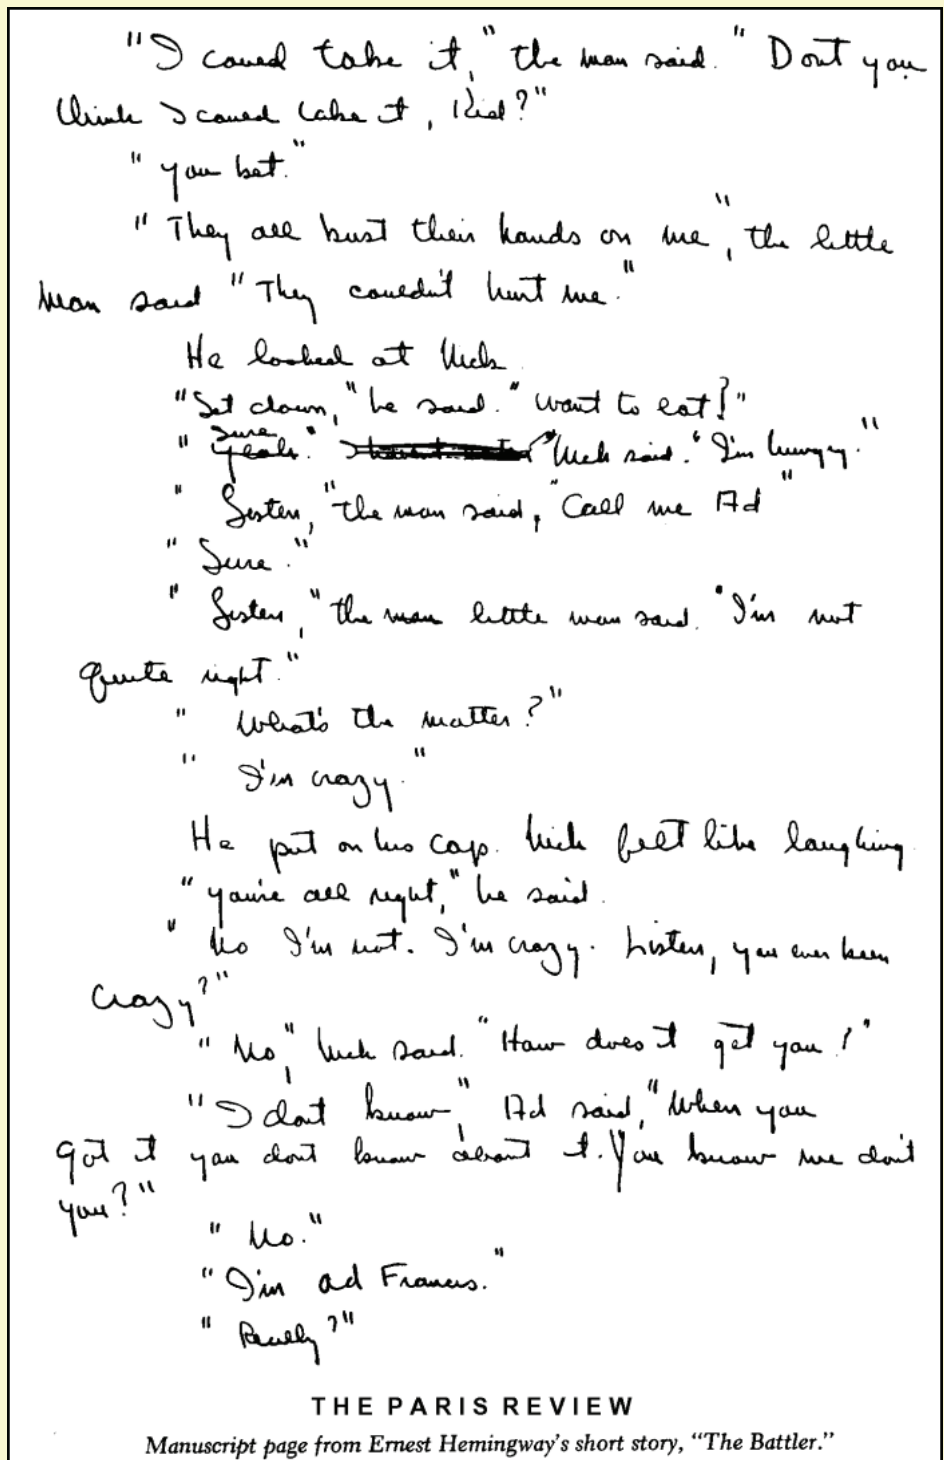 "I could take it," the man said. "Dont you
think I could take it, Kid?"
"you bet."
"They all bust their hands on me", the little
man said "They couldn't hurt me."
He looked at Nick
"Set down," he said. "want to eat?"
"Yeah." Sure. "Nick said. "I'm hungry."
"Listen," the man said, "Call me Ad"
"Sure."
"Listen," the man little man said. "I'm not
quite right."
"What's the matter?"
"I'm crazy."
He put on his cap. Nick felt like laughing
"you're all right," he said.
"No I'm not. I'm crazy. Listen, you ever been
crazy?"
"No," Nick said. "How does it get you?"
"I dont know," Ad said, "When you
got it you dont know about it. You know me don't
you?"
"No."
"I'm ad Francis."
"Really?"
THE PARIS REVIEW
Manuscript page from Ernest Hemingway's short story, "The Battler."